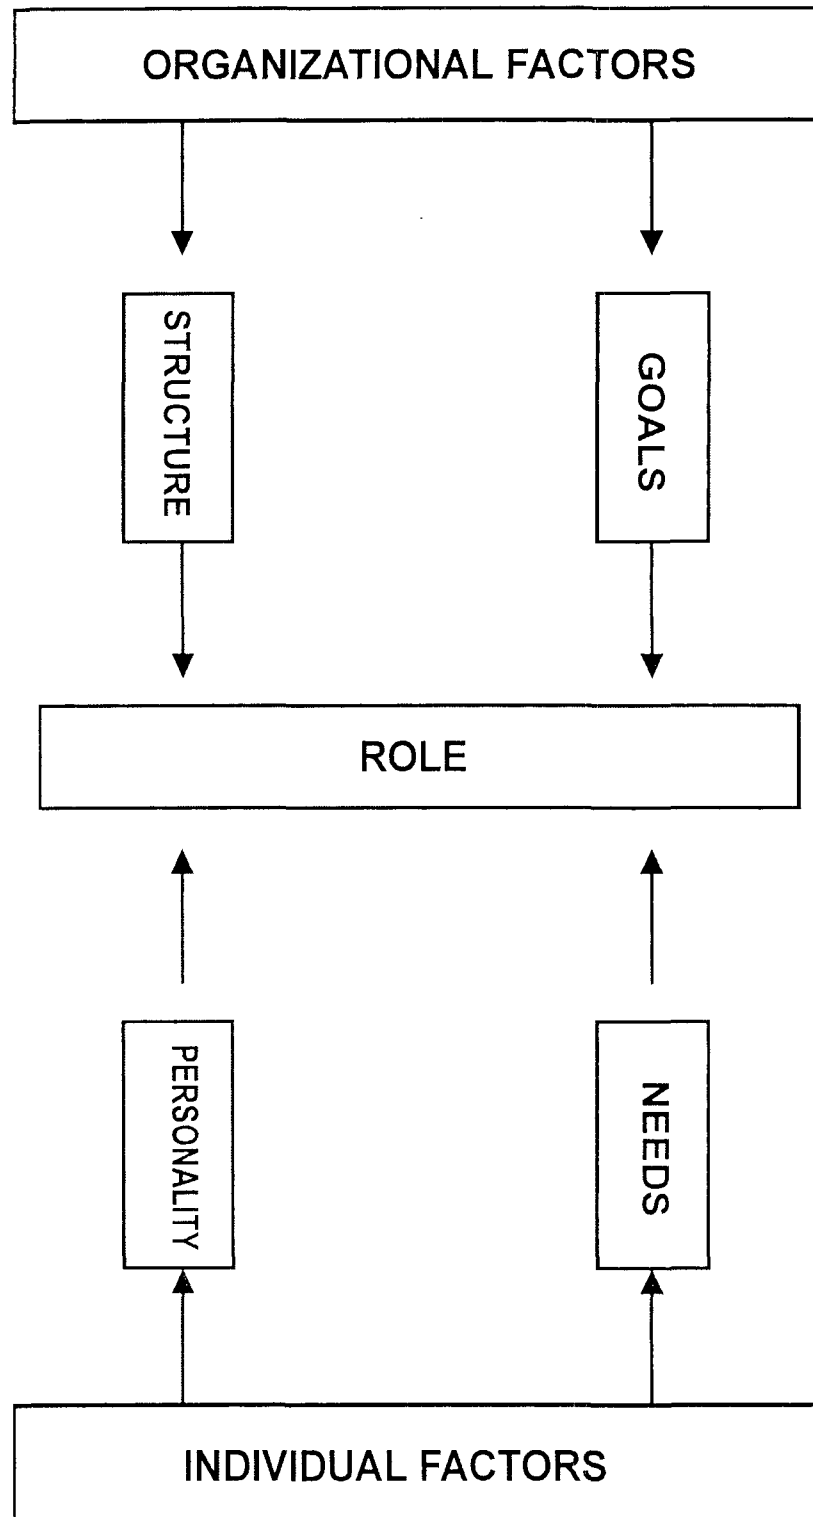 ORGANIZATIONAL FACTORS
STRUCTURE
GOALS
ROLE
PERSONALITY
NEEDS
INDIVIDUAL FACTORS